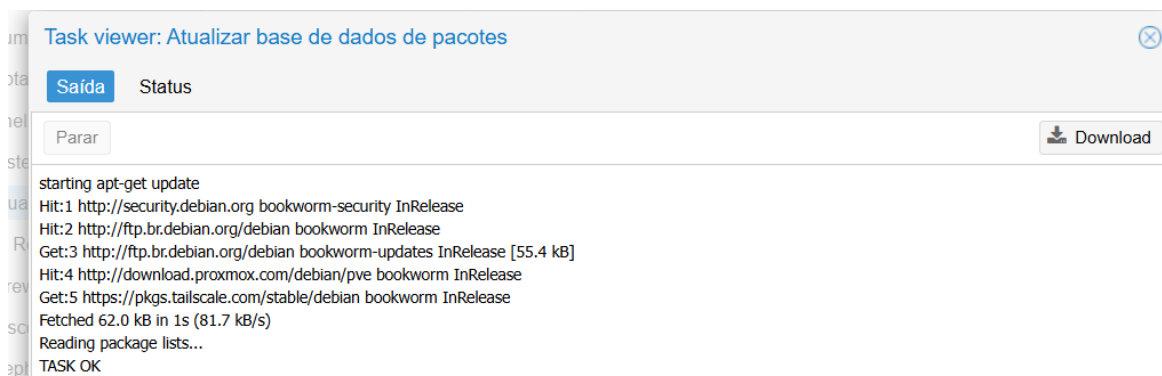 Task viewer: Atualizar base de dados de pacotes
Saída Status
Parar Download
starting apt-get update
Hit:1 http://security.debian.org bookworm-security InRelease
Hit:2 http://ftp.br.debian.org/debian bookworm InRelease
Get:3 http://ftp.br.debian.org/debian bookworm-updates InRelease [55.4 kB]
Hit:4 http://download.proxmox.com/debian/pve bookworm InRelease
Get:5 https://pkgs.tailscale.com/stable/debian bookworm InRelease
Fetched 62.0 kB in 1s (81.7 kB/s)
Reading package lists...
TASK OK